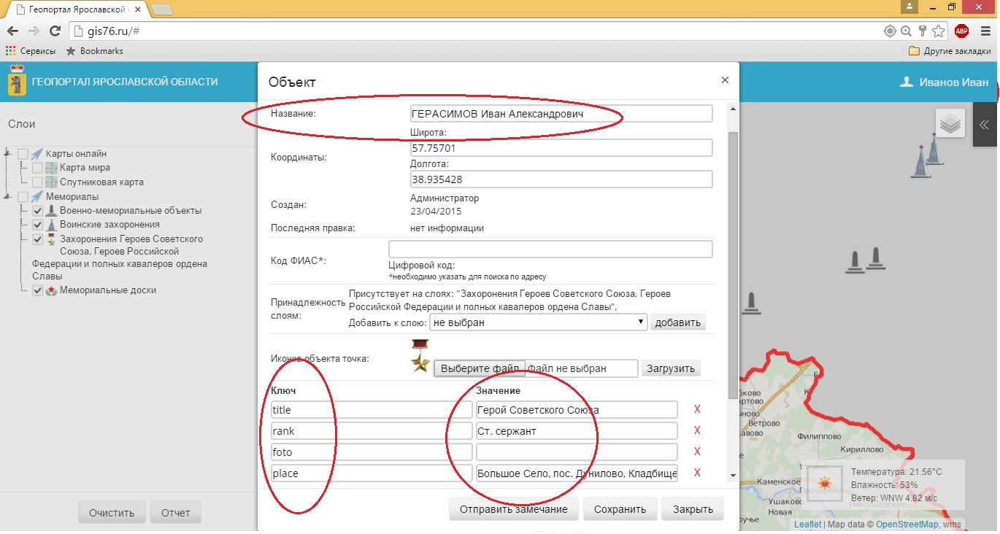 Геопортал Ярославской
gis76.ru/#
ABP
Сервисы
Bookmarks
Другие закладки
ГЕОПОРТАЛ ЯРОСЛАВСКОЙ ОБЛАСТИ
Иванов Иван
Слои
Карты онлайн
Карта мира
Спутниковая карта
Мемориалы
Военно-мемориальные объекты
Воинские захоронения
Захоронения Героев Советского
Союза, Героев Российской
Федерации и полных кавалеров ордена
Славы
Мемориальные доски
Очистить
Отчет
Объект
×
Название:
ГЕРАСИМОВ Иван Александрович
Координаты:
Широта:
57.75701
Долгота:
38.935428
Создан:
Администратор
23/04/2015
Последняя правка:
нет информации
Код ФИАС*:
Цифровой код:
*необходимо указать для поиска по адресу
Принадлежность
слоям:
Присутствует на слоях: "Захоронения Героев Советского Союза, Героев
Российской Федерации и полных кавалеров ордена Славы",
Добавить к слою:
не выбран
добавить
Иконка объекта точка:
Выберите файл
Файл не выбран
Загрузить
Ключ
Значение
title
Герой Советского Союза
X
rank
Ст. сержант
X
foto
X
place
Большое Село, пос. Дунилово, Кладбище
X
Отправить замечание
Сохранить
Закрыть
Ветрово
Филиппово
Кириллово
Каменское
Ушаково
Новая
Прокшино
Никологорское
Температура: 21.56°C
Влажность: 53%
Ветер: WNW 4.82 м/с
Leaflet | Map data © OpenStreetMap, wms